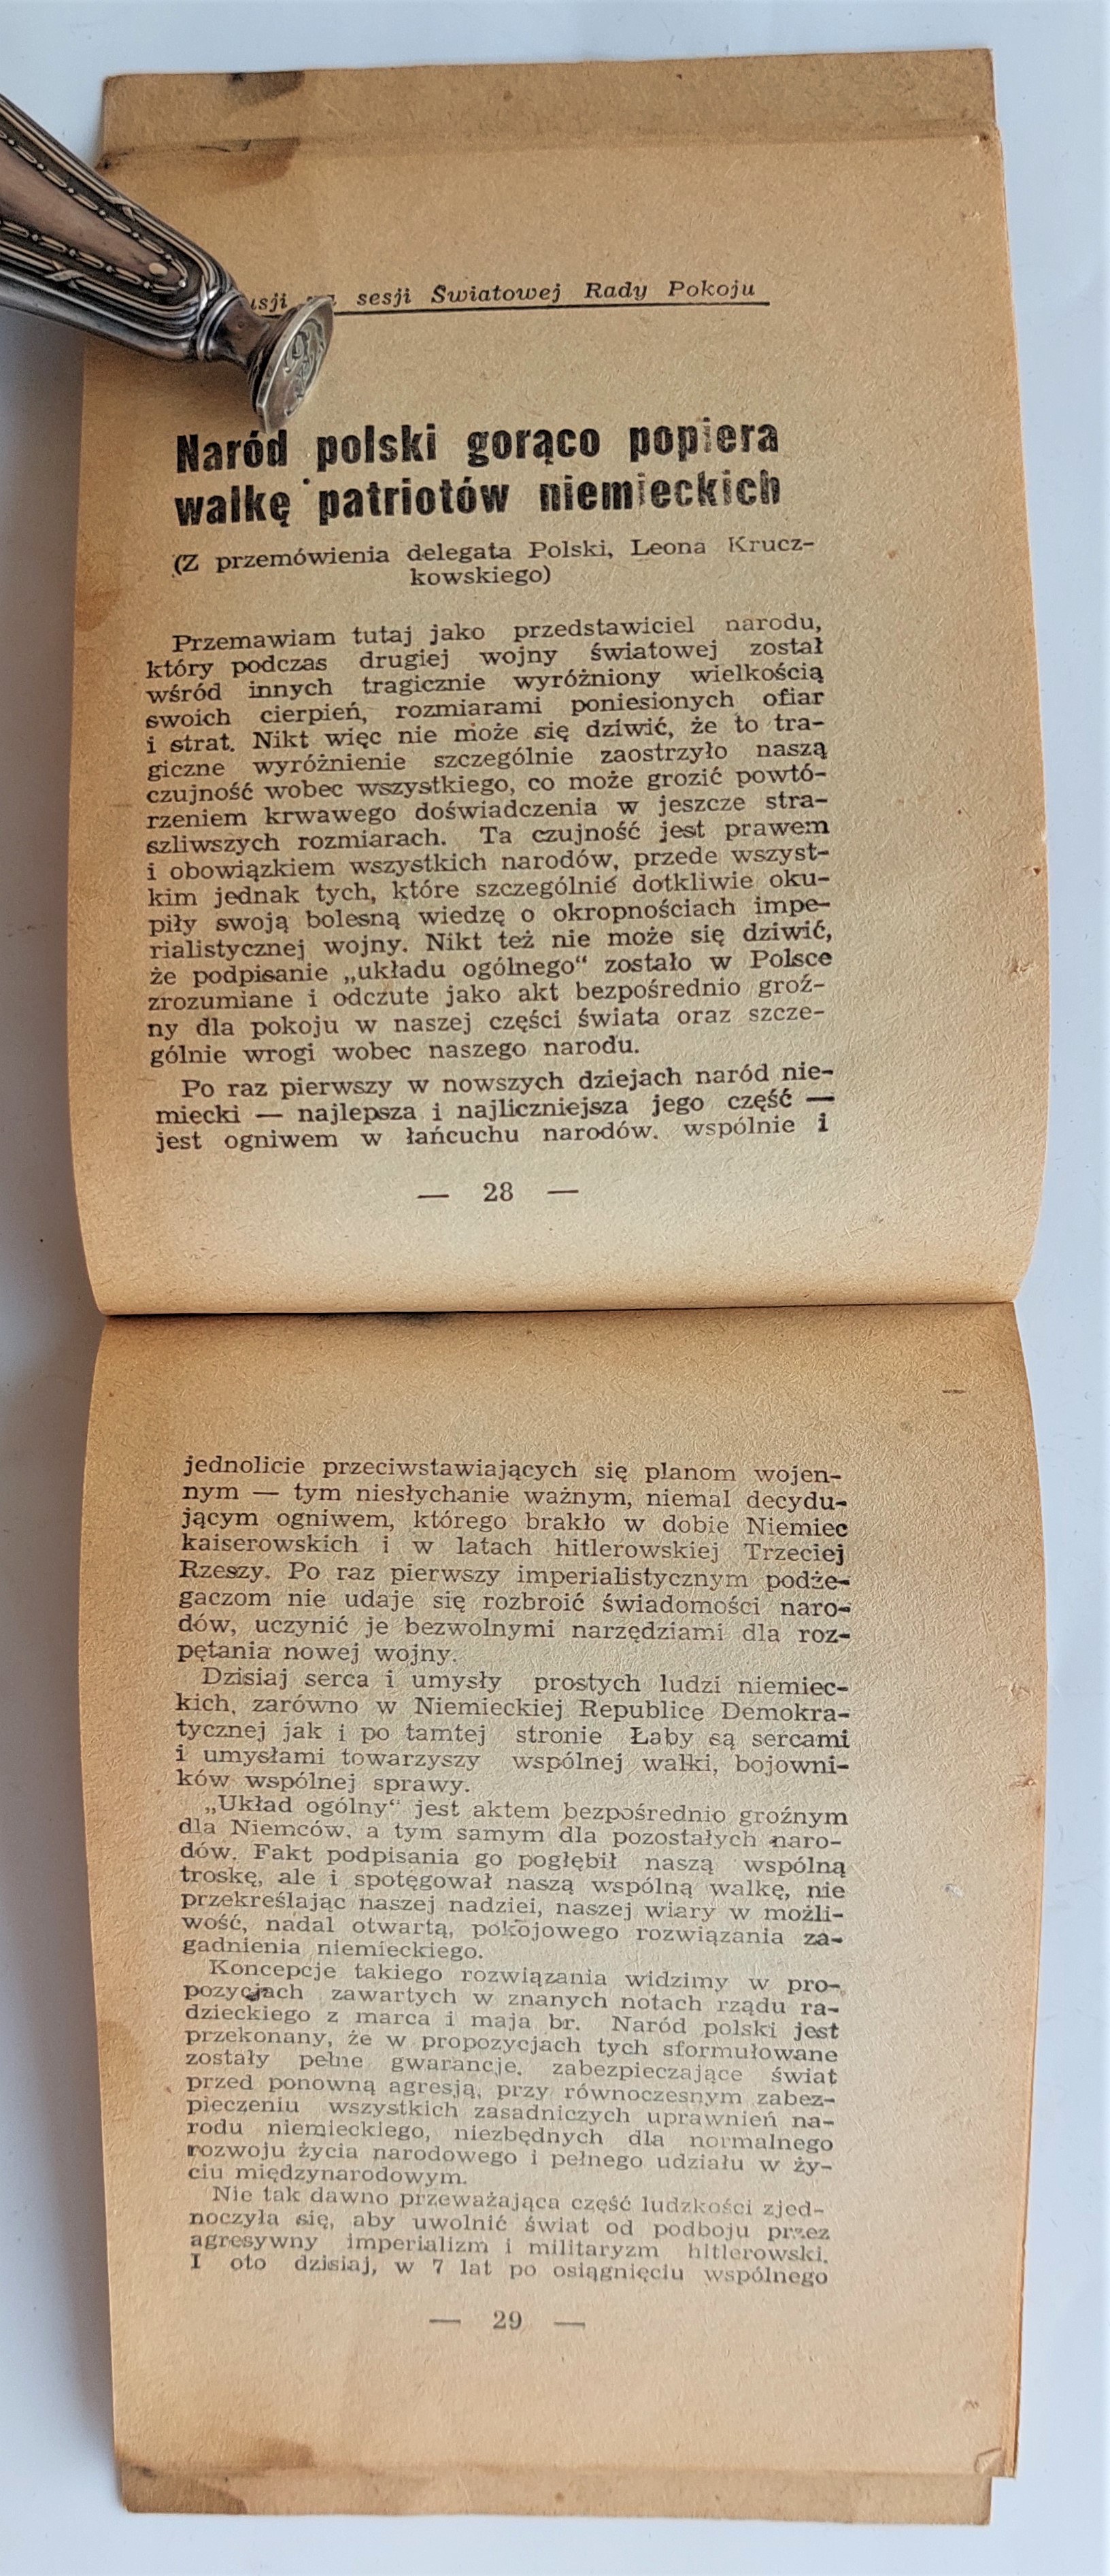 sesji Światowej Rady Pokoju
Naród polski gorąco popiera
walkę patriotów niemieckich
(Z przemówienia delegata Polski, Leona Krucz-
kowskiego)
Przemawiam tutaj jako przedstawiciel narodu,
który podczas drugiej wojny światowej został
wśród innych tragicznie wyróżniony wielkością
swoich cierpień, rozmiarami poniesionych ofiar
i strat. Nikt więc nie może się dziwić, że to tra-
giczne wyróżnienie szczególnie zaostrzyło naszą
czujność wobec wszystkiego, co może grozić powtó-
rzeniem krwawego doświadczenia w jeszcze stra-
szliwszych rozmiarach. Ta czujność jest prawem
i obowiązkiem wszystkich narodów, przede wszyst-
kim jednak tych, które szczególnie dotkliwie oku-
piły swoją bolesną wiedzę o okropnościach impe-
rialistycznej wojny. Nikt też nie może się dziwić,
że podpisanie „układu ogólnego“ zostało w Polsce
zrozumiane i odczute jako akt bezpośrednio groź-
ny dla pokoju w naszej części świata oraz szcze-
gólnie wrogi wobec naszego narodu.
Po raz pierwszy w nowszych dziejach naród nie-
miecki — najlepsza i najliczniejsza jego część —
jest ogniwem w łańcuchu narodów. wspólnie i
— 28 —
jednolicie przeciwstawiających się planom wojen-
nym — tym niesłychanie ważnym, niemal decydu-
jącym ogniwem, którego brakło w dobie Niemiec
kaiserowskich i w latach hitlerowskiej Trzeciej
Rzeszy. Po raz pierwszy imperialistycznym podże-
gaczom nie udaje się rozbroić świadomości naro-
dów, uczynić je bezwolnymi narzędziami dla roz-
pętania nowej wojny.
Dzisiaj serca i umysły prostych ludzi niemiec-
kich, zarówno w Niemieckiej Republice Demokra-
tycznej jak i po tamtej stronie Łaby są sercami
i umysłami towarzyszy wspólnej walki, bojowni-
ków wspólnej sprawy.
„Układ ogólny“ jest aktem bezpośrednio groźnym
dla Niemców, a tym samym dla pozostałych naro-
dów. Fakt podpisania go pogłębił naszą wspólną
troskę, ale i spotęgował naszą wspólną walkę, nie
przekreślając naszej nadziei, naszej wiary w możli-
wość, nadal otwartą, pokojowego rozwiązania za-
gadnienia niemieckiego.
Koncepcje takiego rozwiązania widzimy w pro-
pozycjach zawartych w znanych notach rządu ra-
dzieckiego z marca i maja br. Naród polski jest
przekonany, że w propozycjach tych sformułowane
zostały pełne gwarancje, zabezpieczające świat
przed ponowną agresją, przy równoczesnym zabez-
pieczeniu wszystkich zasadniczych uprawnień na-
rodu niemieckiego, niezbędnych dla normalnego
rozwoju życia narodowego i pełnego udziału w ży-
ciu międzynarodowym.
Nie tak dawno przeważająca część ludzkości zjed-
noczyła się, aby uwolnić świat od podboju przez
agresywny imperializm i militaryzm hitlerowski.
I oto dzisiaj, w 7 lat po osiągnięciu wspólnego
— 29 —